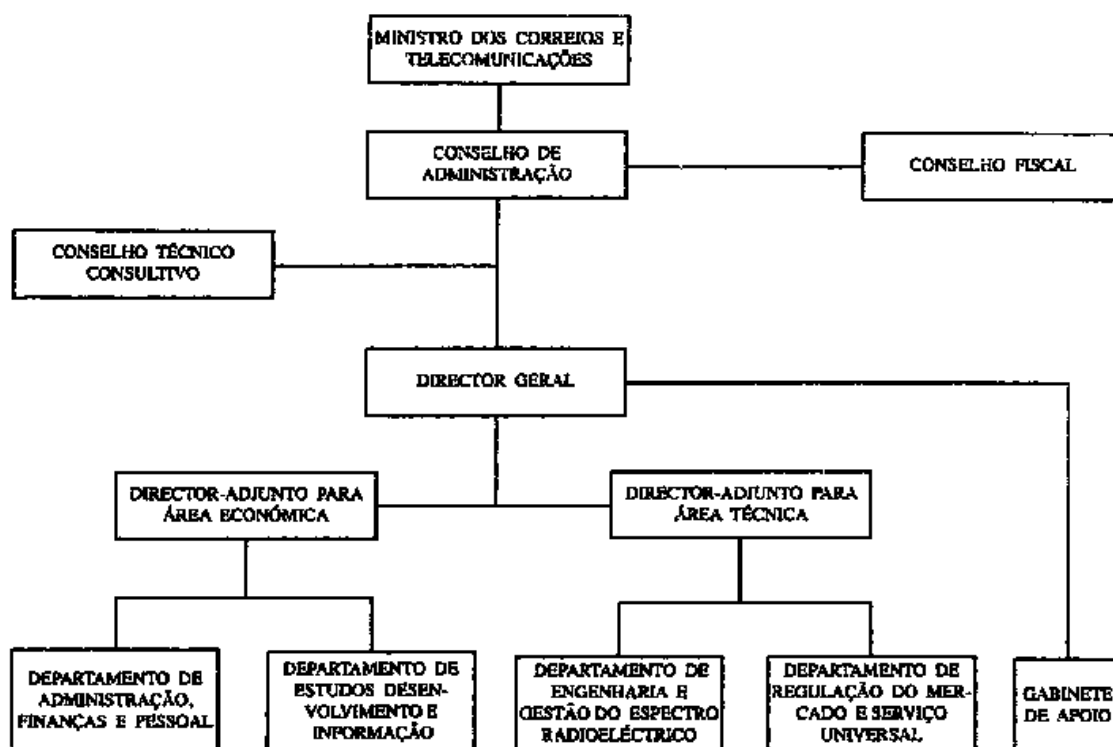 MINISTRO DOS CORREIOS E
TELECOMUNICAÇÕES
CONSELHO DE
ADMINISTRAÇÃO
CONSELHO FISCAL
CONSELHO TÉCNICO
CONSULTIVO
DIRECTOR GERAL
DIRECTOR-ADJUNTO PARA
ÁREA ECONÓMICA
DIRECTOR-ADJUNTO PARA
ÁREA TÉCNICA
DEPARTAMENTO DE
ADMINISTRAÇÃO,
FINANÇAS E PESSOAL
DEPARTAMENTO DE
ESTUDOS DESEN-
VOLVIMENTO E
INFORMAÇÃO
DEPARTAMENTO DE
ENGENHARIA E
GESTÃO DO ESPECTRO
RADIOELÉCTRICO
DEPARTAMENTO DE
REGULAÇÃO DO MER-
CADO E SERVIÇO
UNIVERSAL
GABINETE
DE APOIO